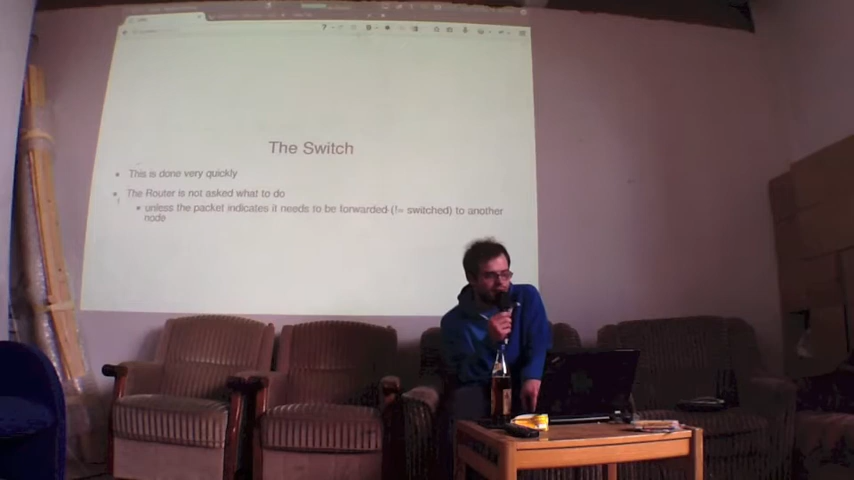 The Switch
This is done very quickly
The Router is not asked what to do
unless the packet indicates it needs to be forwarded (!= switched) to another
node